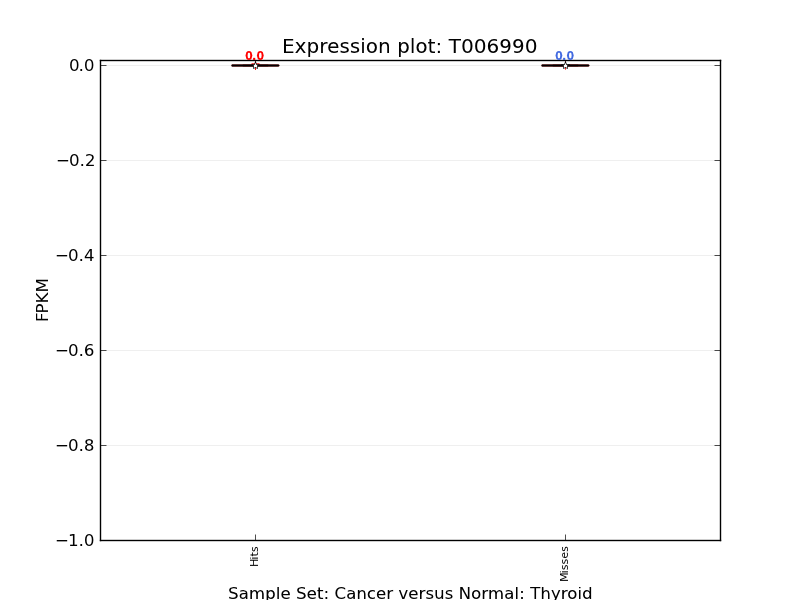 Expression plot: T006990
0.0
0.0
0.0
−0.2
−0.4
−0.6
−0.8
−1.0
FPKM
Hits
Misses
Sample Set: Cancer versus Normal: Thyroid